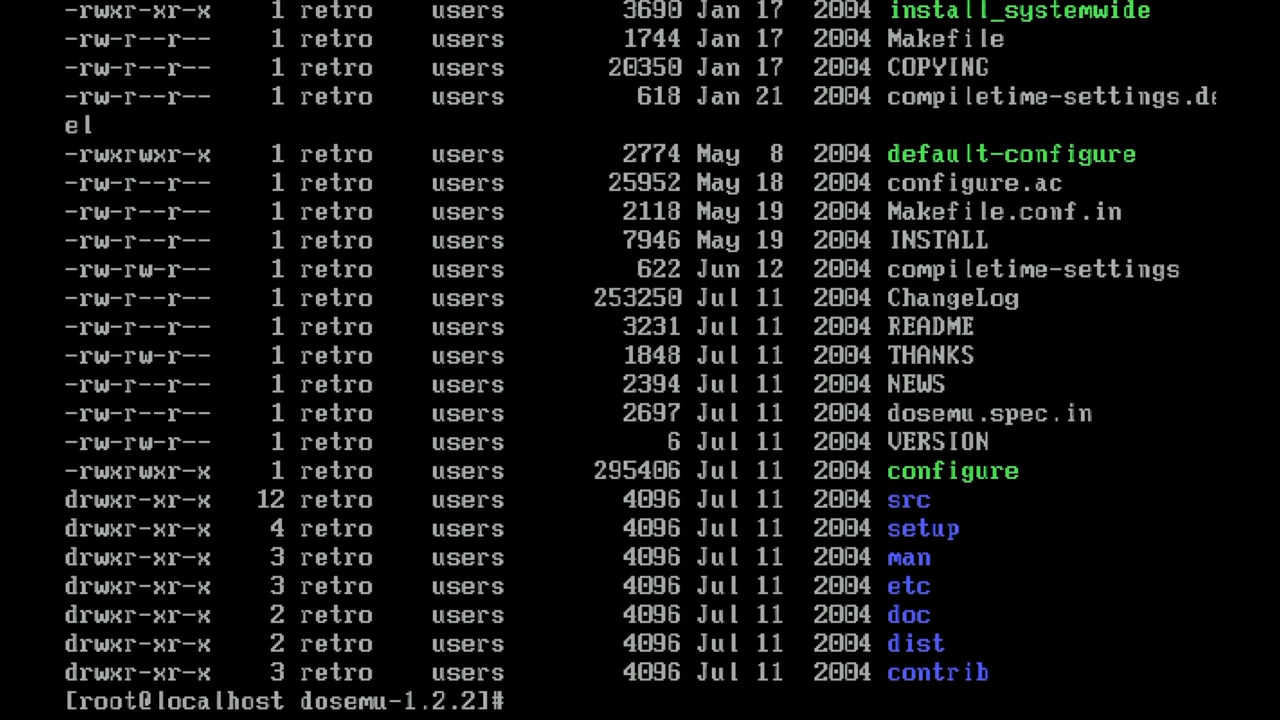 -rwxr-xr-x    1 retro    users        3690 Jan 17  2004 install_systemwide
-rw-r--r--    1 retro    users        1744 Jan 17  2004 Makefile
-rw-r--r--    1 retro    users       20350 Jan 17  2004 COPYING
-rw-r--r--    1 retro    users         618 Jan 21  2004 compiletime-settings.de
el
-rwxrwxr-x    1 retro    users        2774 May  8  2004 default-configure
-rw-r--r--    1 retro    users       25952 May 18  2004 configure.ac
-rw-r--r--    1 retro    users        2118 May 19  2004 Makefile.conf.in
-rw-r--r--    1 retro    users        7946 May 19  2004 INSTALL
-rw-rw-r--    1 retro    users         622 Jun 12  2004 compiletime-settings
-rw-r--r--    1 retro    users      253250 Jul 11  2004 ChangeLog
-rw-r--r--    1 retro    users        3231 Jul 11  2004 README
-rw-rw-r--    1 retro    users        1848 Jul 11  2004 THANKS
-rw-r--r--    1 retro    users        2394 Jul 11  2004 NEWS
-rw-r--r--    1 retro    users        2697 Jul 11  2004 dosemu.spec.in
-rw-rw-r--    1 retro    users           6 Jul 11  2004 VERSION
-rwxrwxr-x    1 retro    users      295406 Jul 11  2004 configure
drwxr-xr-x   12 retro    users        4096 Jul 11  2004 src
drwxr-xr-x    4 retro    users        4096 Jul 11  2004 setup
drwxr-xr-x    3 retro    users        4096 Jul 11  2004 man
drwxr-xr-x    3 retro    users        4096 Jul 11  2004 etc
drwxr-xr-x    2 retro    users        4096 Jul 11  2004 doc
drwxr-xr-x    2 retro    users        4096 Jul 11  2004 dist
drwxr-xr-x    3 retro    users        4096 Jul 11  2004 contrib
[root@localhost dosemu-1.2.2]#